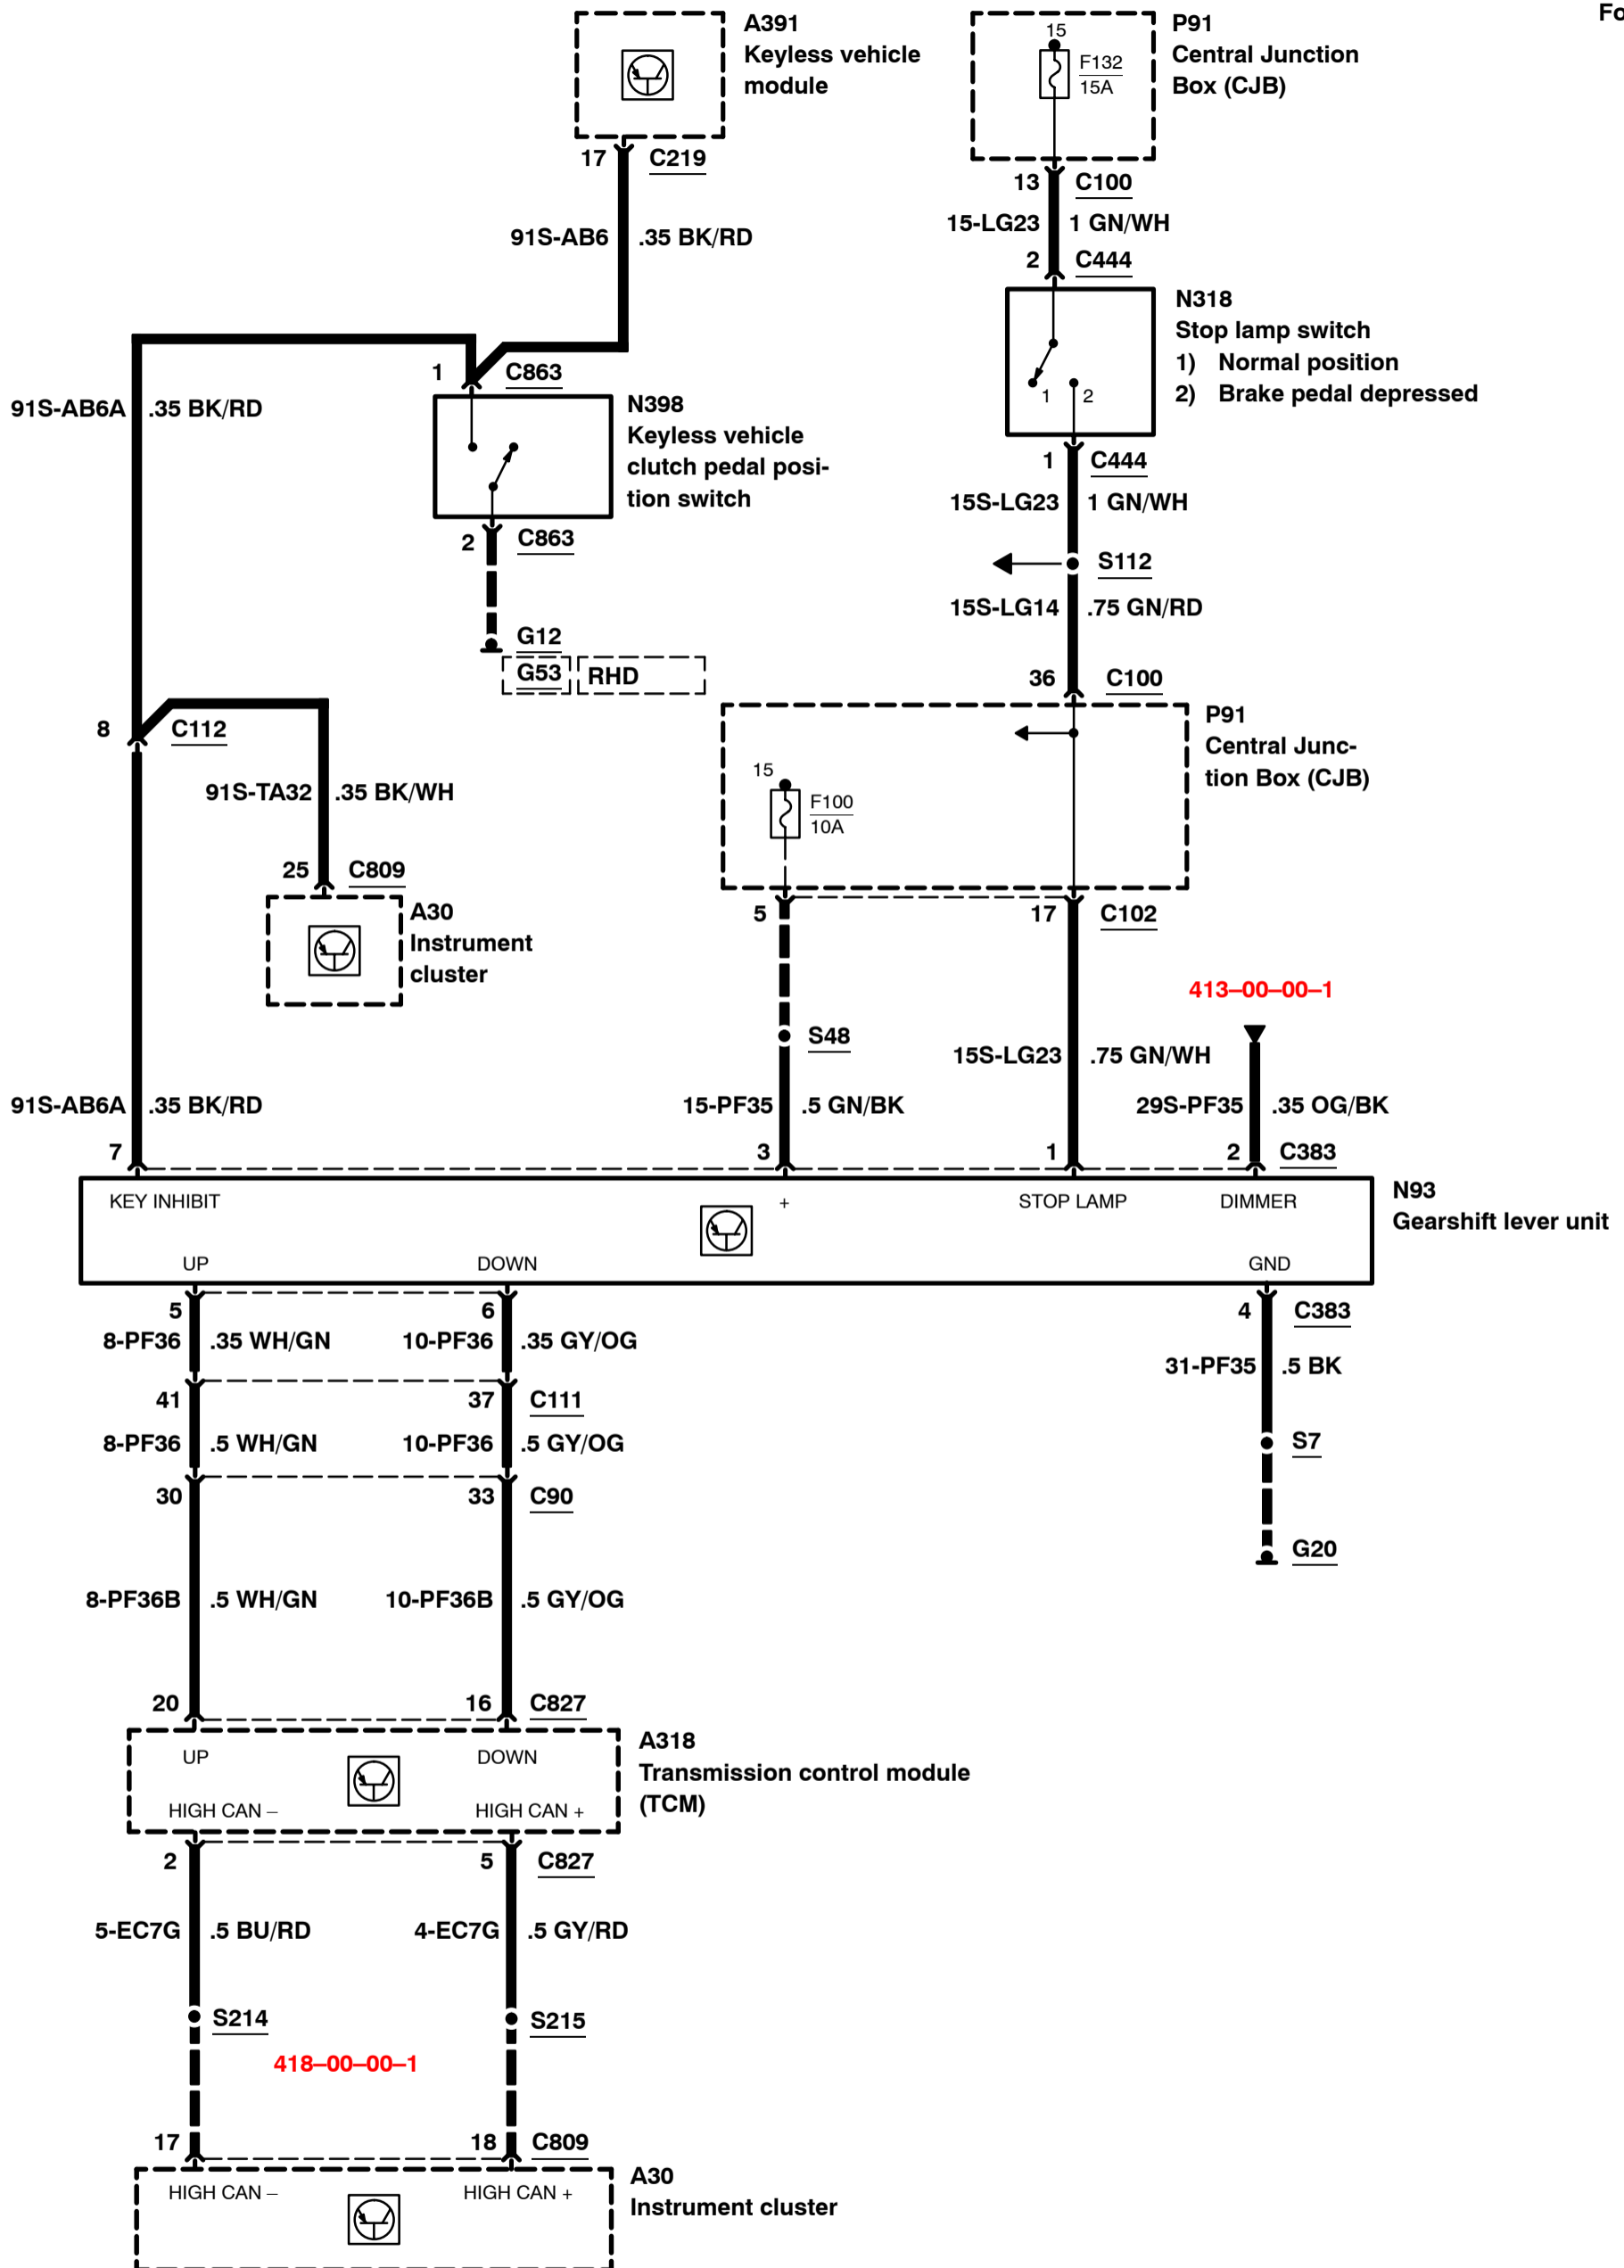 Fo
A391
Keyless vehicle
module
17 C219
91S-AB6 .35 BK/RD
P91
Central Junction
Box (CJB)
15
F132
15A
13 C100
15-LG23 1 GN/WH
2 C444
N318
Stop lamp switch
1) Normal position
2) Brake pedal depressed
1 2
1 C444
15S-LG23 1 GN/WH
S112
15S-LG14 .75 GN/RD
36 C100
1 C863
91S-AB6A .35 BK/RD
N398
Keyless vehicle
clutch pedal posi-
tion switch
2 C863
G12
G53 RHD
8 C112
91S-TA32 .35 BK/WH
25 C809
A30
Instrument
cluster
P91
Central Junc-
tion Box (CJB)
15
F100
10A
5 17 C102
S48
413–00–00–1
15S-LG23 .75 GN/WH
91S-AB6A .35 BK/RD
15-PF35 .5 GN/BK
29S-PF35 .35 OG/BK
7 3 1 2 C383
KEY INHIBIT + STOP LAMP DIMMER
UP DOWN GND
N93
Gearshift lever unit
5 6 4 C383
8-PF36 .35 WH/GN 10-PF36 .35 GY/OG
31-PF35 .5 BK
41 37 C111
8-PF36 .5 WH/GN 10-PF36 .5 GY/OG
S7
30 33 C90
G20
8-PF36B .5 WH/GN 10-PF36B .5 GY/OG
20 16 C827
UP DOWN
HIGH CAN – HIGH CAN +
A318
Transmission control module
(TCM)
2 5 C827
5-EC7G .5 BU/RD 4-EC7G .5 GY/RD
S214 S215
418–00–00–1
17 18 C809
HIGH CAN – HIGH CAN +
A30
Instrument cluster